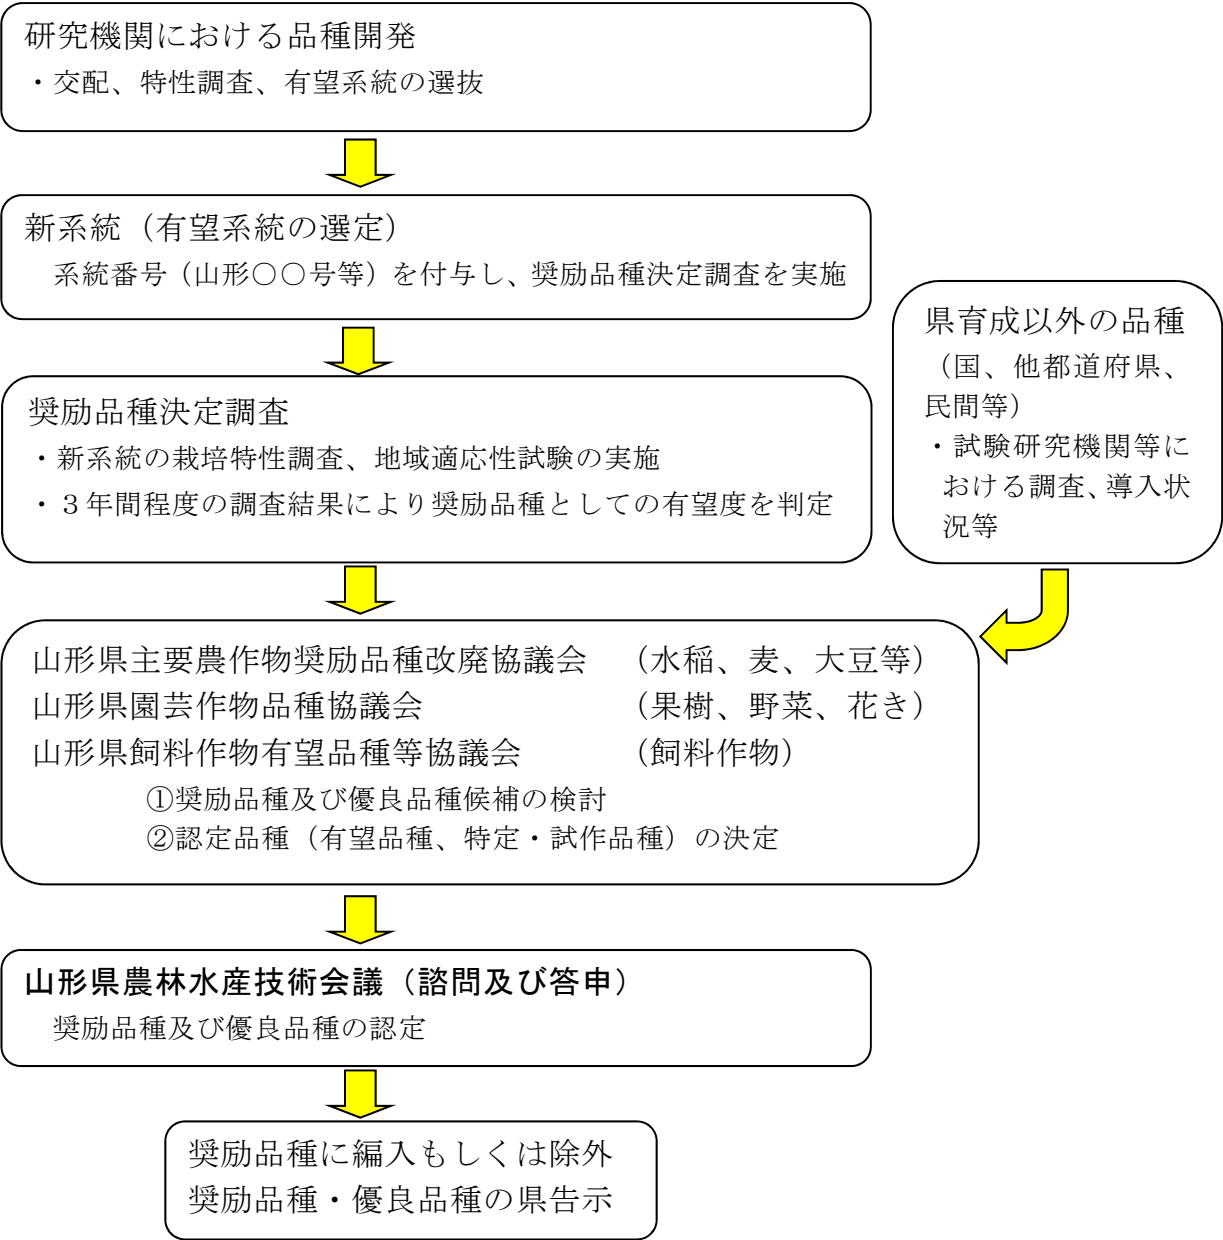 研究機関における品種開発
・交配、特性調査、有望系統の選抜
新系統（有望系統の選定）
系統番号（山形〇〇号等）を付与し、奨励品種決定調査を実施
奨励品種決定調査
・新系統の栽培特性調査、地域適応性試験の実施
・３年間程度の調査結果により奨励品種としての有望度を判定
県育成以外の品種
（国、他都道府県、
民間等）
・試験研究機関等に
おける調査、導入状
況等
山形県主要農作物奨励品種改廃協議会　（水稲、麦、大豆等）
山形県園芸作物品種協議会　（果樹、野菜、花き）
山形県飼料作物有望品種等協議会　（飼料作物）
①奨励品種及び優良品種候補の検討
②認定品種（有望品種、特定・試作品種）の決定
山形県農林水産技術会議（諮問及び答申）
奨励品種及び優良品種の認定
奨励品種に編入もしくは除外
奨励品種・優良品種の県告示